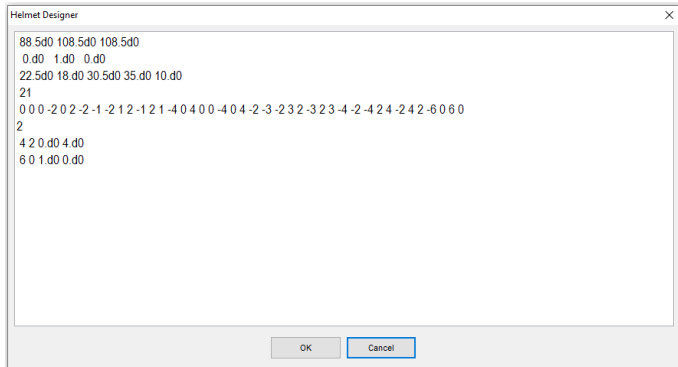 Helmet Designer
88.5d0 108.5d0 108.5d0
0.d0 1.d0 0.d0
22.5d0 18.d0 30.5d0 35.d0 10.d0
21
0 0 0 -2 0 2 -2 -1 -2 1 2 -1 2 1 -4 0 4 0 0 -4 0 4 -2 -3 -2 3 2 -3 2 3 -4 -2 -4 2 4 -2 4 2 -6 0 6 0
2
4 2 0.d0 4.d0
6 0 1.d0 0.d0
OK Cancel